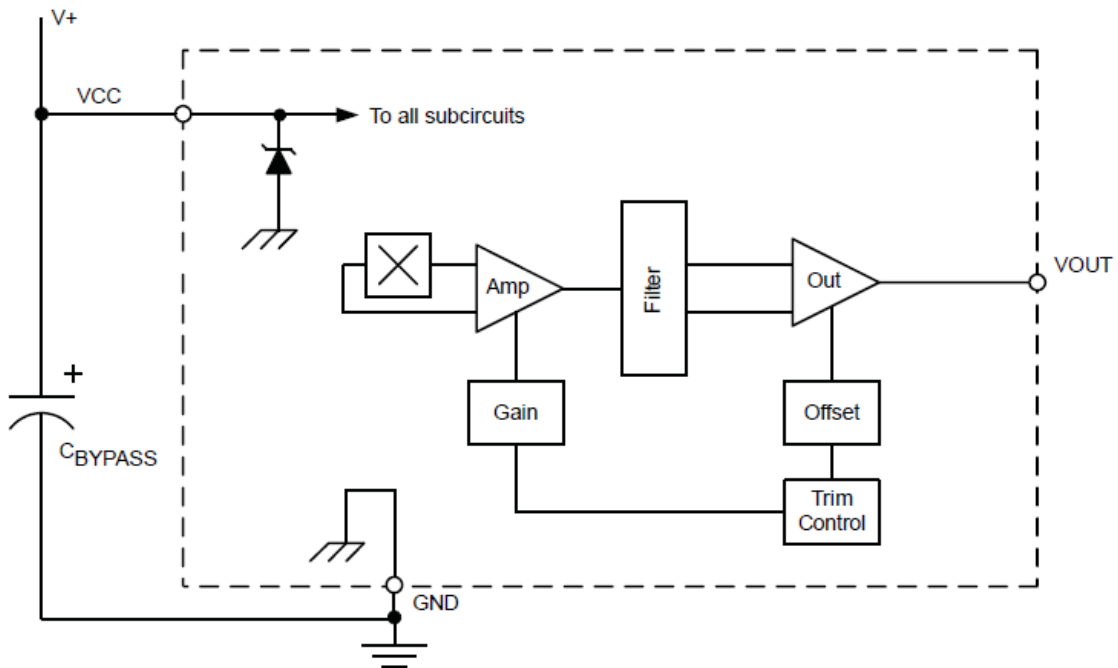 V+
VCC
To all subcircuits
Amp
Filter
Out
VOUT
+
Gain
Offset
CBYPASS
Trim
Control
GND